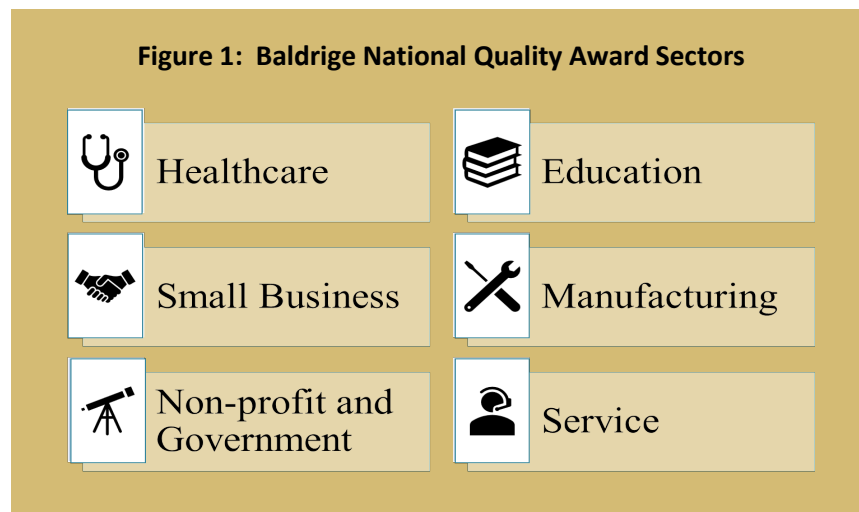 Figure 1: Baldrige National Quality Award Sectors
Healthcare
Education
Small Business
Manufacturing
Non-profit and
Government
Service